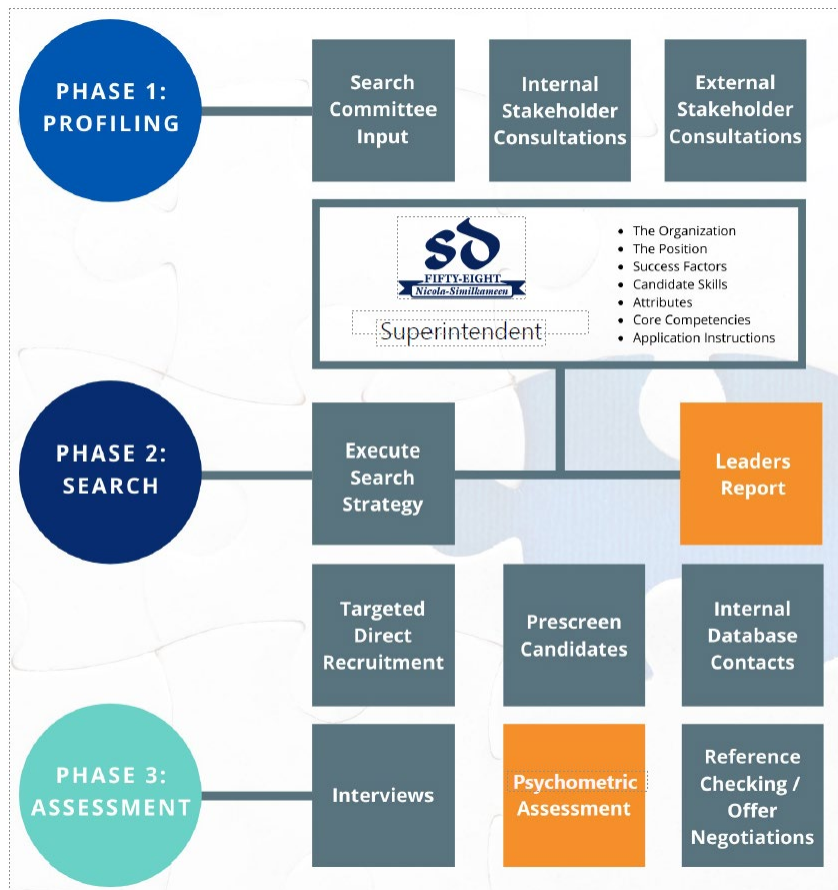 PHASE 1:
PROFILING
Search
Committee
Input
Internal
Stakeholder
Consultations
External
Stakeholder
Consultations
sd
FIFTY-EIGHT
Nicola-Similkameen
Superintendent
• The Organization
• The Position
• Success Factors
• Candidate Skills
• Attributes
• Core Competencies
• Application Instructions
PHASE 2:
SEARCH
Execute
Search
Strategy
Leaders
Report
Targeted
Direct
Recruitment
Prescreen
Candidates
Internal
Database
Contacts
PHASE 3:
ASSESSMENT
Interviews
Psychometric
Assessment
Reference
Checking /
Offer
Negotiations